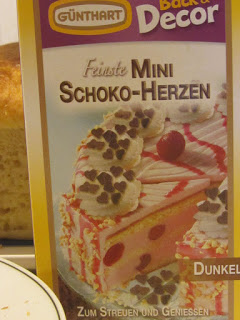 GÜNTHART
Back &
Decor
Feinste MINI
SCHOKO-HERZEN
DUNKEL
ZUM STREUEN UND GENIESSEN